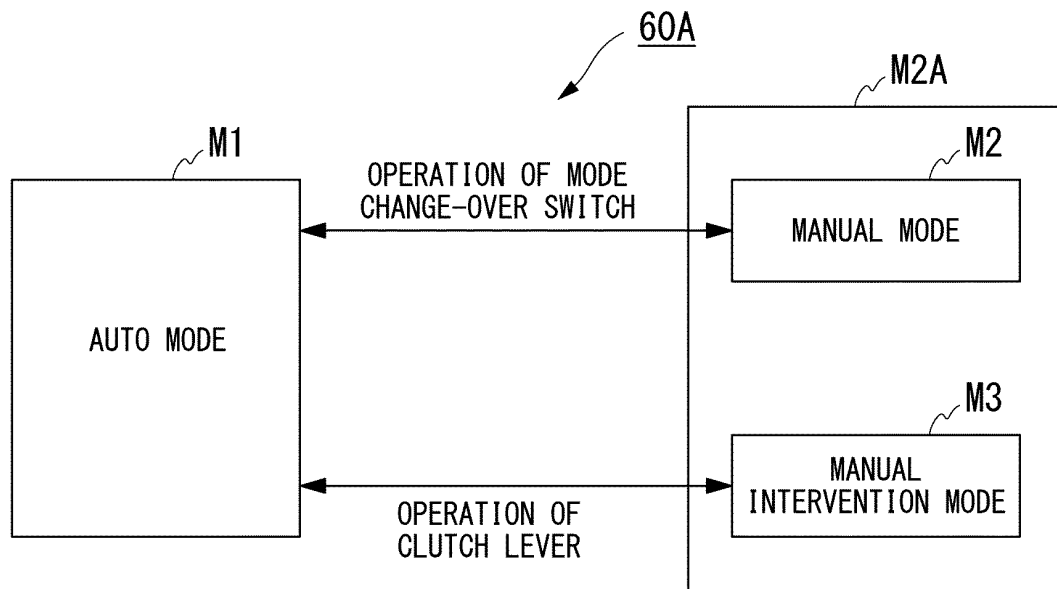 60A
M2A
M1
M2
OPERATION OF MODE
CHANGE-OVER SWITCH
MANUAL MODE
AUTO MODE
M3
MANUAL
INTERVENTION MODE
OPERATION OF
CLUTCH LEVER